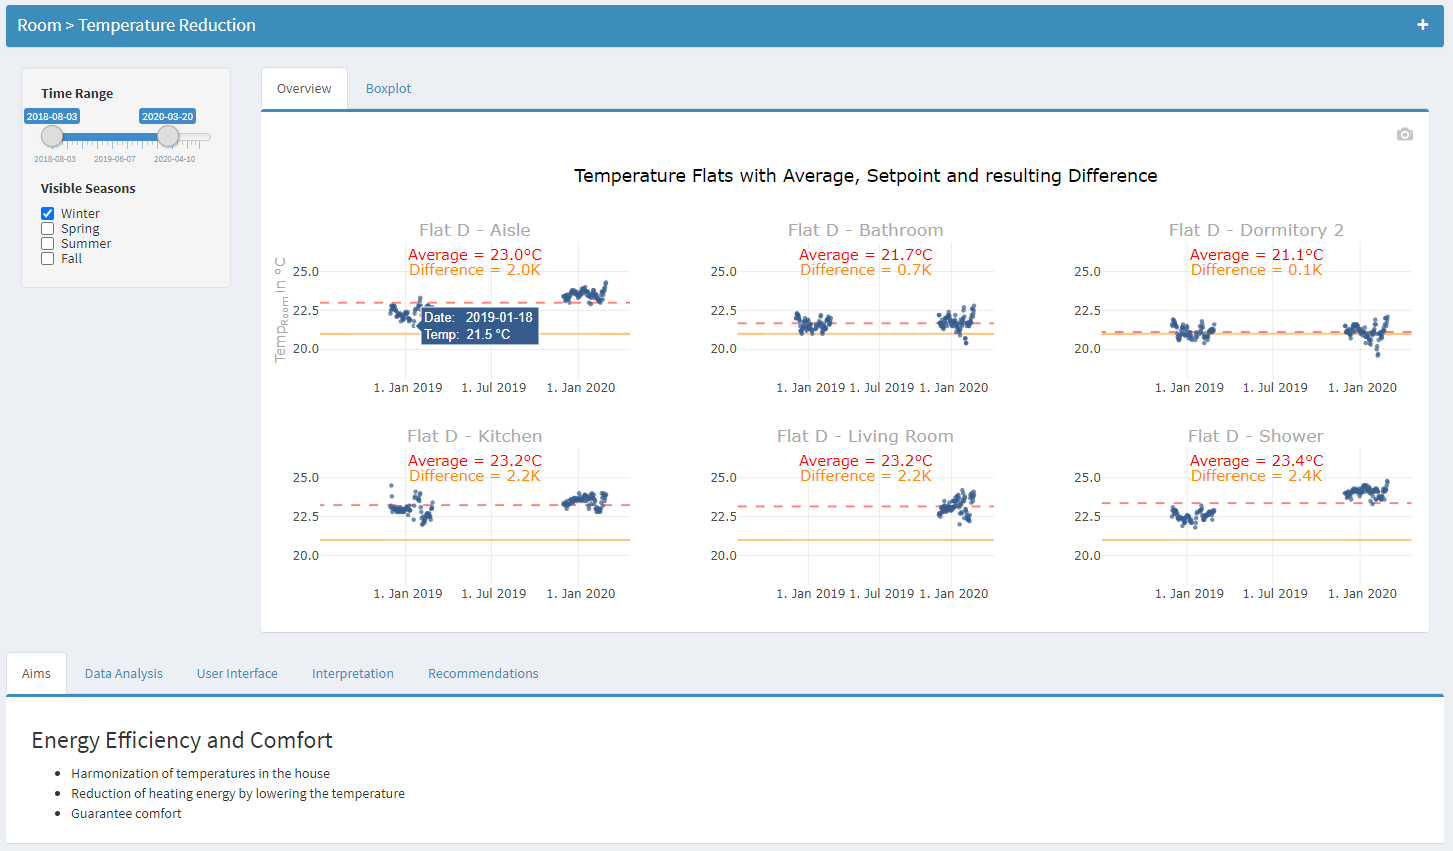 Room > Temperature Reduction
+
Time Range
2018-08-03 2020-03-20
2018-08-03 2019-06-07 2020-04-10
Visible Seasons
Winter
Spring
Summer
Fall
Overview Boxplot
Temperature Flats with Average, Setpoint and resulting Difference
Flat D - Aisle
Average = 23.0°C
Difference = 2.0K
TempRoom in °C
25.0
22.5
20.0
Date: 2019-01-18
Temp: 21.5 °C
1. Jan 2019 1. Jul 2019 1. Jan 2020
Flat D - Bathroom
Average = 21.7°C
Difference = 0.7K
25.0
22.5
20.0
1. Jan 2019 1. Jul 2019 1. Jan 2020
Flat D - Dormitory 2
Average = 21.1°C
Difference = 0.1K
25.0
22.5
20.0
1. Jan 2019 1. Jul 2019 1. Jan 2020
Flat D - Kitchen
Average = 23.2°C
Difference = 2.2K
25.0
22.5
20.0
1. Jan 2019 1. Jul 2019 1. Jan 2020
Flat D - Living Room
Average = 23.2°C
Difference = 2.2K
25.0
22.5
20.0
1. Jan 2019 1. Jul 2019 1. Jan 2020
Flat D - Shower
Average = 23.4°C
Difference = 2.4K
25.0
22.5
20.0
1. Jan 2019 1. Jul 2019 1. Jan 2020
Aims Data Analysis User Interface Interpretation Recommendations
Energy Efficiency and Comfort
• Harmonization of temperatures in the house
• Reduction of heating energy by lowering the temperature
• Guarantee comfort